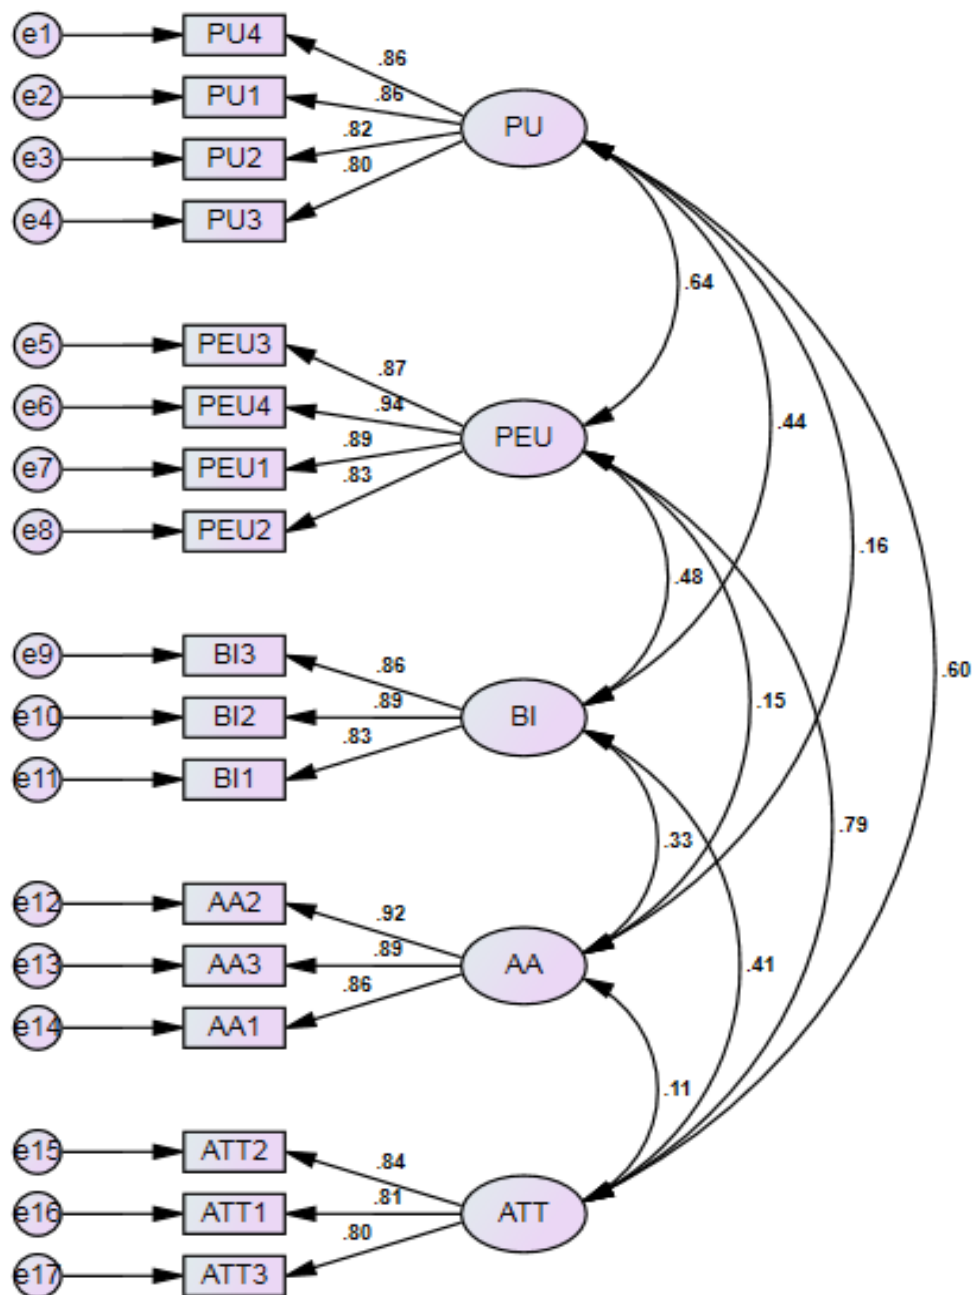 e1 PU4
.86
e2 PU1
.86
PU
e3 PU2
.82
e4 PU3
.80
.64
e5 PEU3
.87
e6 PEU4
.94
PEU
.44
e7 PEU1
.89
e8 PEU2
.83
.16
.48
e9 BI3
.86
.60
e10 BI2
.89
BI
.15
e11 BI1
.83
.79
.33
e12 AA2
.92
e13 AA3
.89
AA
.41
e14 AA1
.86
.11
e15 ATT2
.84
e16 ATT1
.81
ATT
e17 ATT3
.80